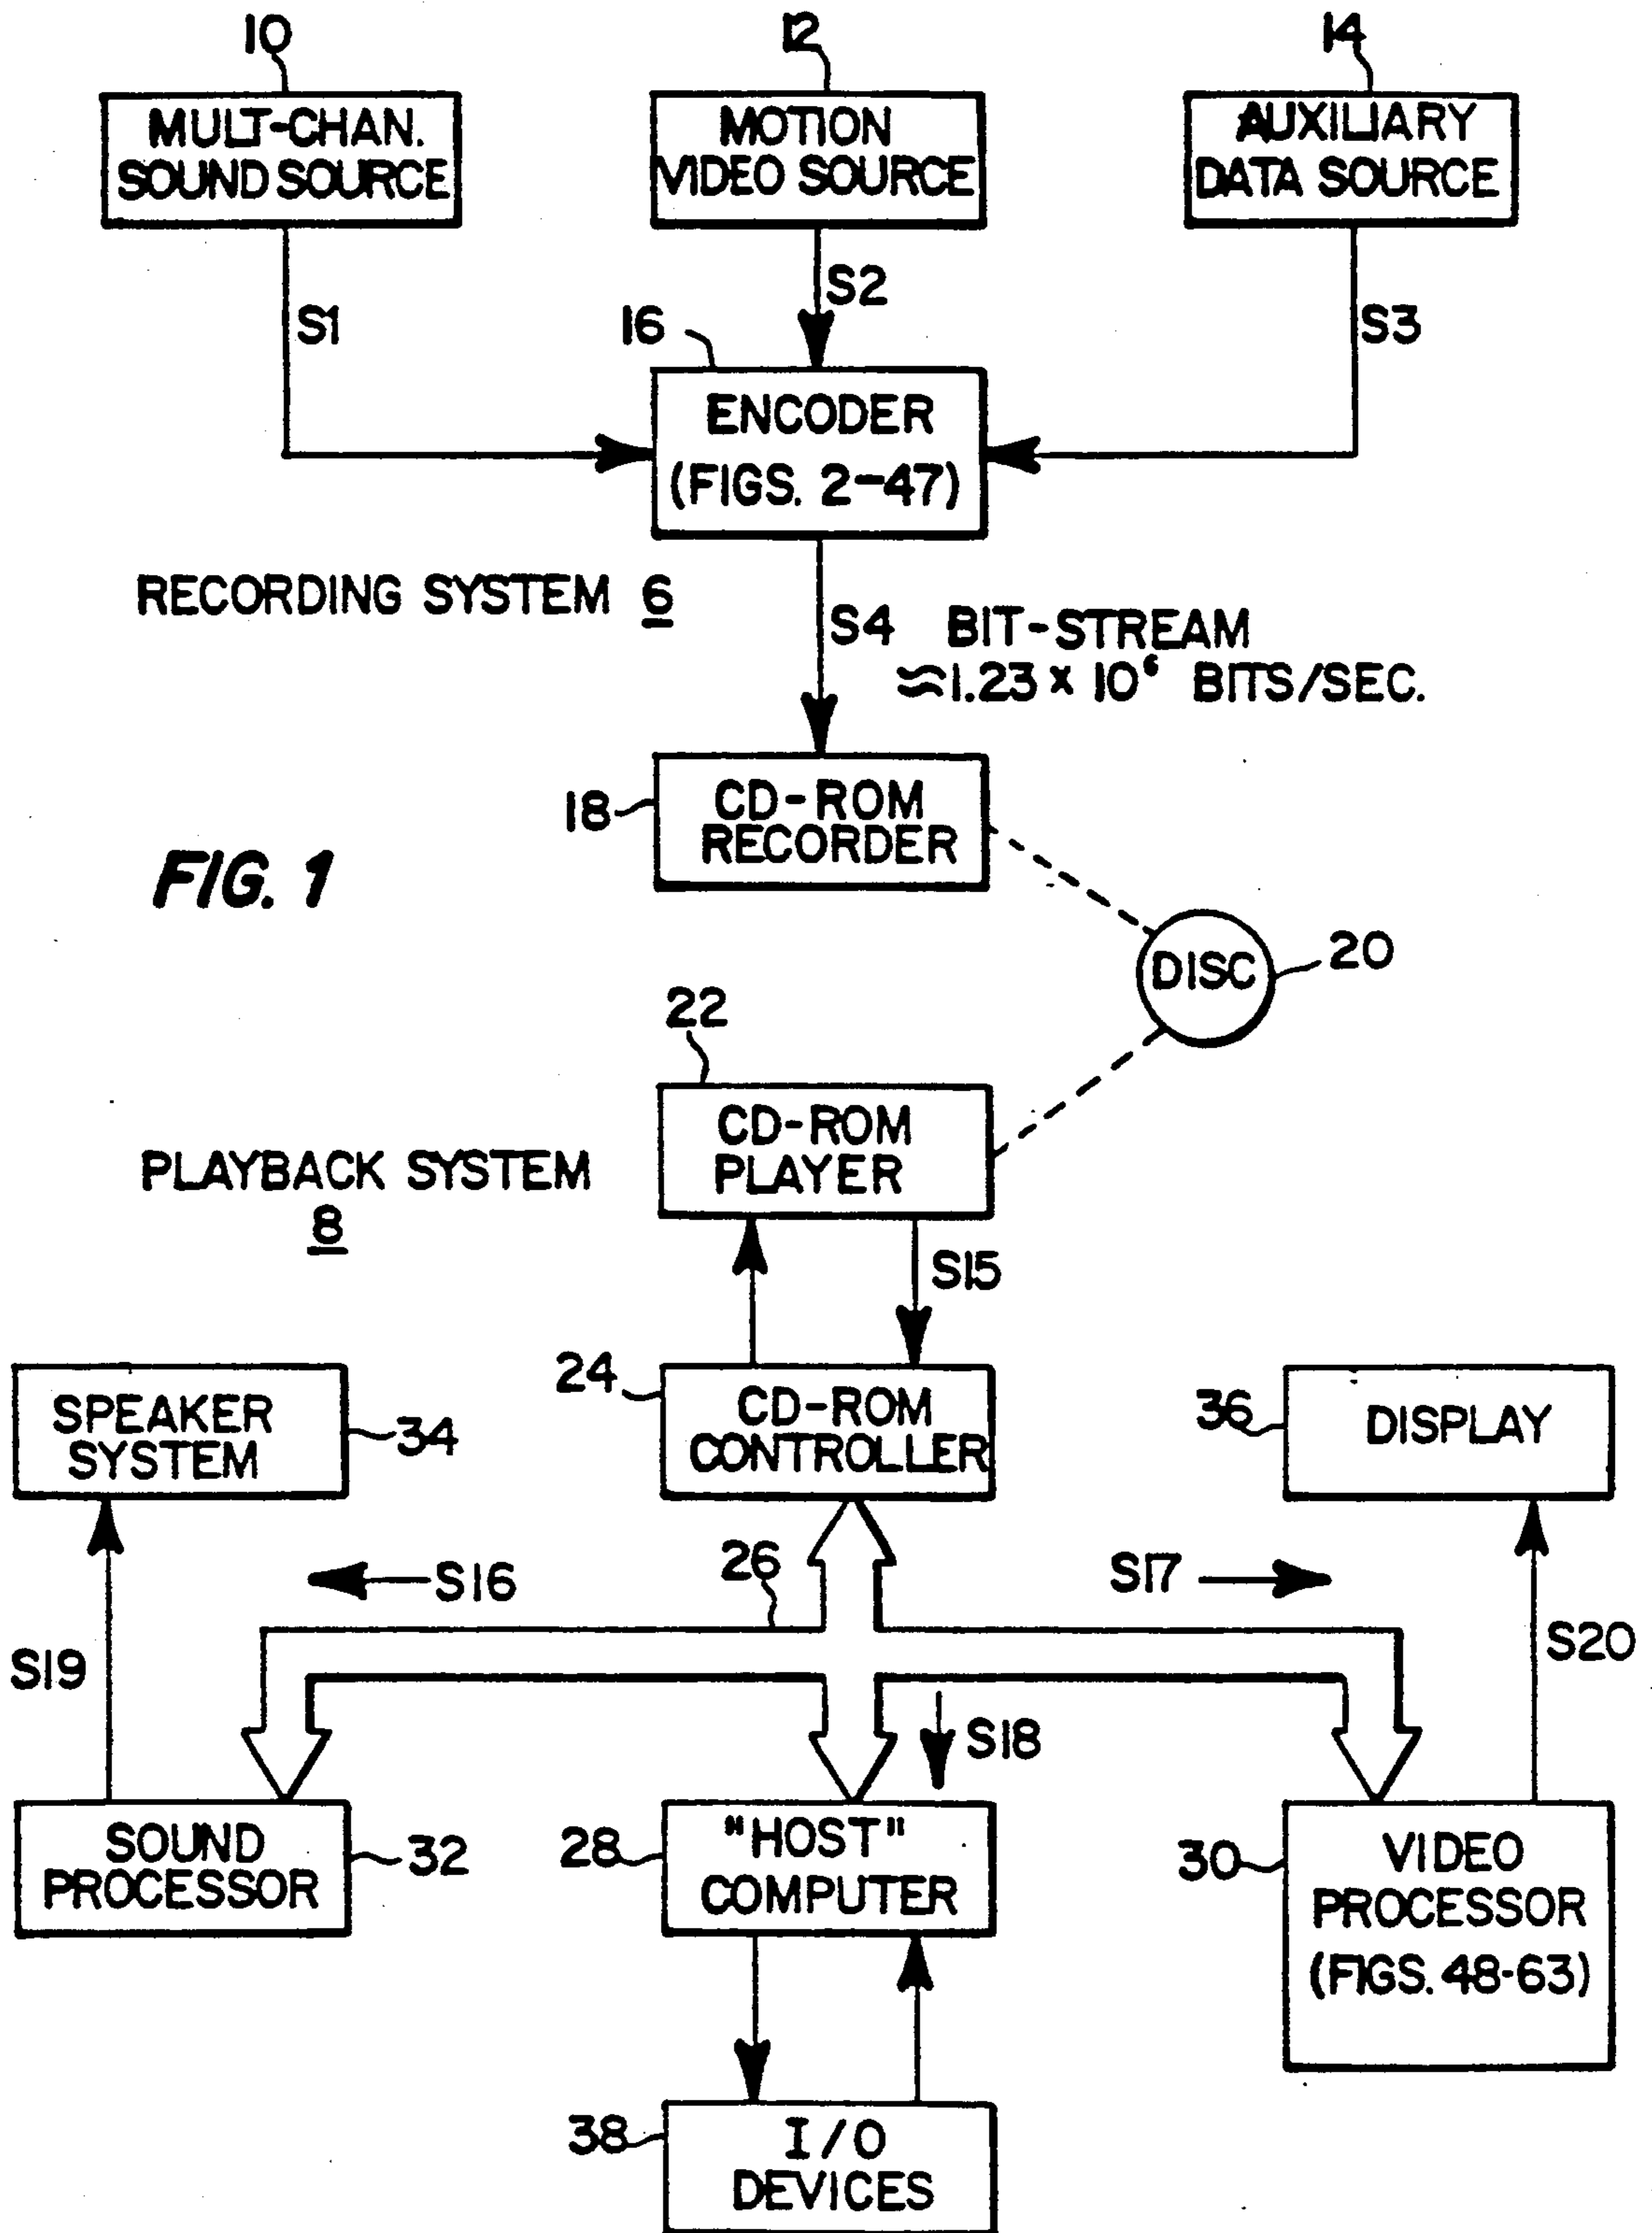 10
12
14
MULT-CHAN.
SOUND SOURCE
MOTION
VIDEO SOURCE
AUXILIARY
DATA SOURCE
S1
S2
S3
16
ENCODER
(FIGS. 2-47)
RECORDING SYSTEM 6
S4 BIT-STREAM
≈1.23 x 10⁶ BITS/SEC.
18
CD-ROM
RECORDER
FIG. 1
DISC
20
22
CD-ROM
PLAYER
PLAYBACK SYSTEM
8
S15
SPEAKER
SYSTEM
34
24
CD-ROM
CONTROLLER
36
DISPLAY
S16
26
S17
S19
S20
S18
SOUND
PROCESSOR
32
28
"HOST"
COMPUTER
30
VIDEO
PROCESSOR
(FIGS. 48-63)
38
I/O
DEVICES